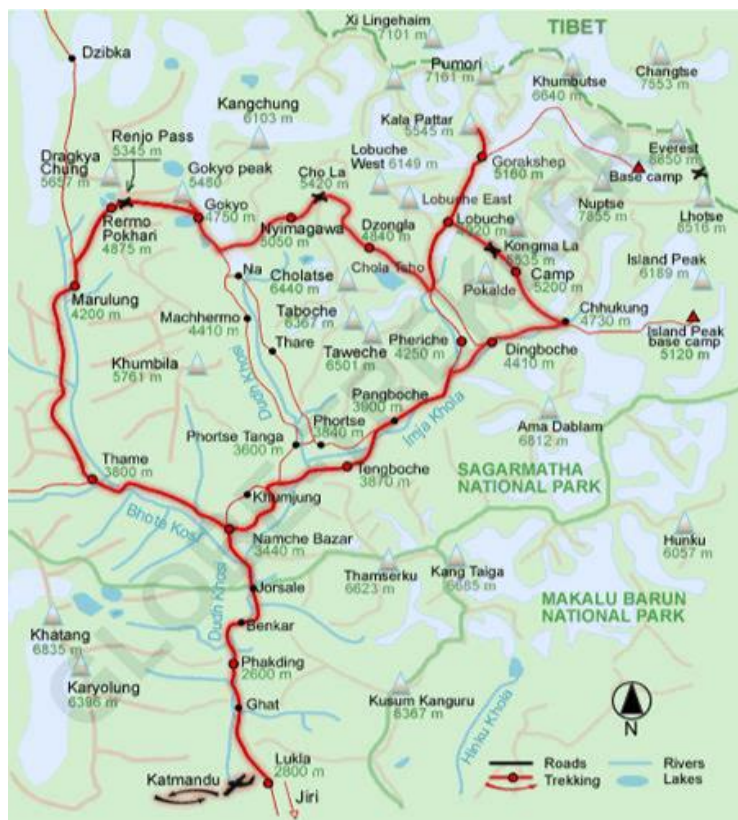 TIBET
Xi Lingehaim
7101 m
Dzibka
Pumori
7161 m
Khumbutse
6640 m
Changtse
7553 m
Kangchung
6103 m
Kala Pattar
5545 m
Renjo Pass
5345 m
Dragkya
Chung
5657 m
Gokyo peak
5480
Cho La
5420 m
Lobuche
West 6149 m
Gorakshep
5160 m
Everest
8850 m
Base camp
Lobuche East
Nuptse
7855 m
Lhotse
8516 m
Rermo
Pokhari
4875 m
Gokyo
4750 m
Nyimagawa
5050 m
Dzongla
4840 m
Lobuche
4920 m
Kongma La
5535 m
Na
Cholatse
6440 m
Chola Tsho
Pokalde
Camp
5200 m
Island Peak
6189 m
Marulung
4200 m
Machhermo
4410 m
Taboche
6367 m
Chhukung
4730 m
Island Peak
base camp
5120 m
Thare
Taweche
6501 m
Pheriche
4250 m
Dingboche
4410 m
Khumbila
5761 m
Dudh Khosi
Pangboche
3900 m
Imja Khola
Ama Dablam
6812 m
Phortse
3840 m
Phortse Tanga
3600 m
Thame
3800 m
Tengboche
3870 m
SAGARMATHA
NATIONAL PARK
Khumjung
Bhote Kosi
Namche Bazar
3440 m
Hunku
6057 m
Thamserku
6623 m
Kang Taiga
6685 m
Jorsale
Dudh Khosi
MAKALU BARUN
NATIONAL PARK
Benkar
Khatang
6835 m
Phakding
2600 m
Karyolung
6396 m
Kusum Kanguru
6367 m
Ghat
Hinku Khola
N
Lukla
2800 m
Katmandu
Jiri
Roads
Rivers
Trekking
Lakes